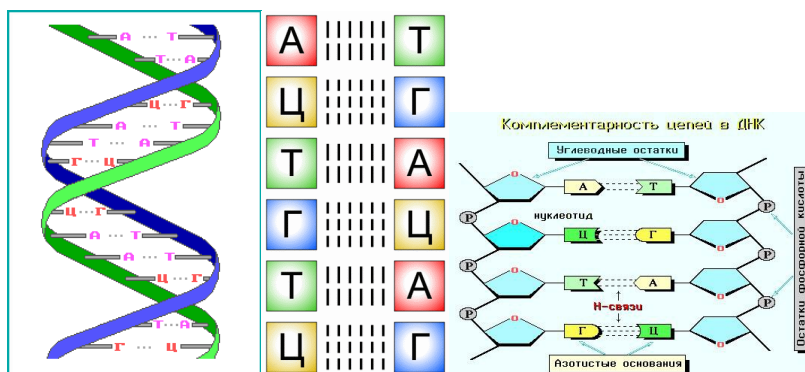 А ... Т
Т ... А
Ц ... Г
А ... Т
А ... Т
Г ... Ц
Ц ... Г
А ... Т
А ... Т
Ц ... Г
Т ... А
Г ... Ц
А Т
Ц Г
Т А
Г Ц
Т А
Ц Г
Комплементарность цепей в ДНК
Углеводные остатки
О А Т О
Р Р
нуклеотид
О Ц Г О
Р Р
О Т А О
Н-связи
Р Р
О Г Ц О
Азотистые основания
Остатки фосфорной кислоты